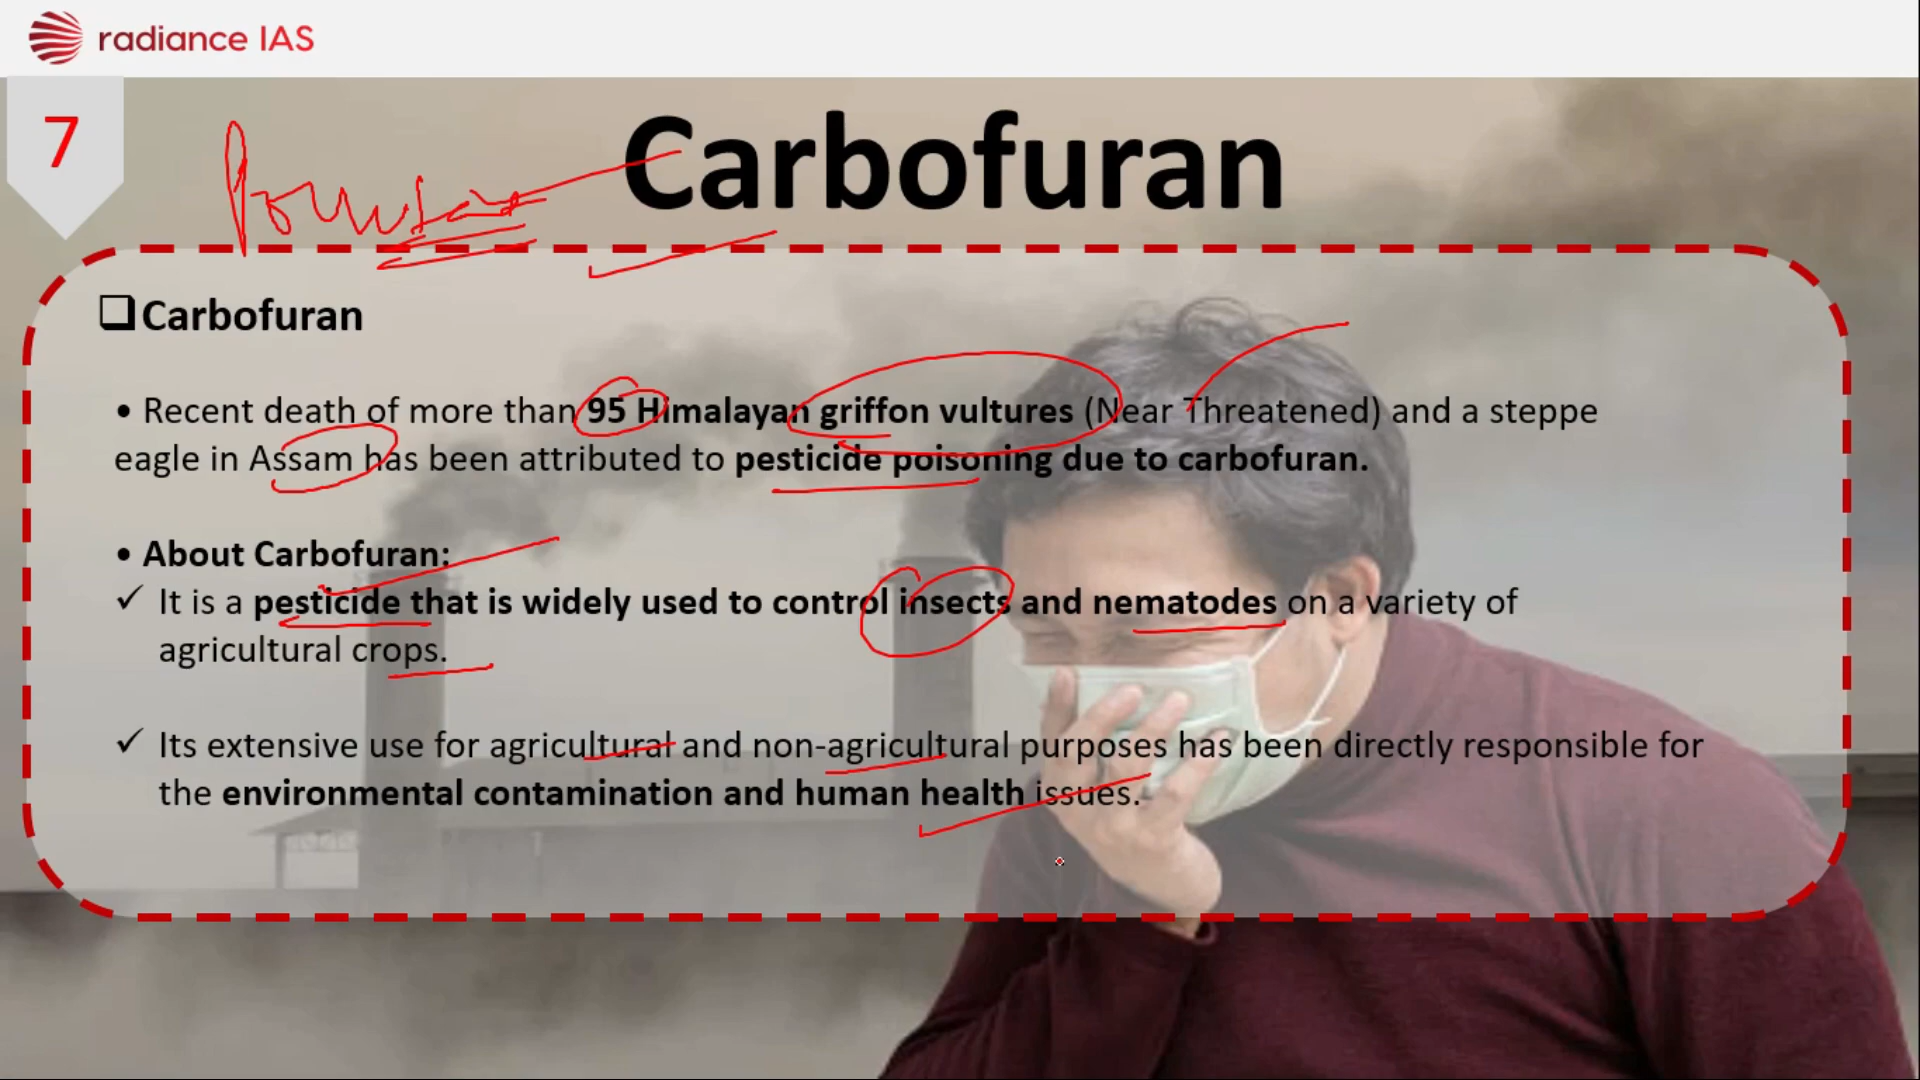 radiance IAS
7
Carbofuran
Carbofuran
• Recent death of more than 95 Himalayan griffon vultures (Near Threatened) and a steppe
eagle in Assam has been attributed to pesticide poisoning due to carbofuran.
• About Carbofuran:
✓ It is a pesticide that is widely used to control insects and nematodes on a variety of
agricultural crops.
✓ Its extensive use for agricultural and non-agricultural purposes has been directly responsible for
the environmental contamination and human health issues.